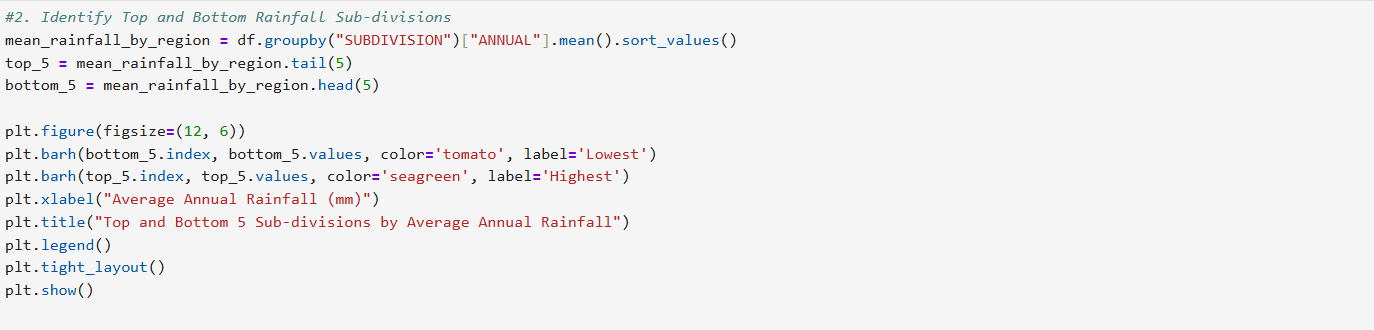 #2. Identify Top and Bottom Rainfall Sub-divisions
mean_rainfall_by_region = df.groupby("SUBDIVISION")["ANNUAL"].mean().sort_values()
top_5 = mean_rainfall_by_region.tail(5)
bottom_5 = mean_rainfall_by_region.head(5)
plt.figure(figsize=(12, 6))
plt.barh(bottom_5.index, bottom_5.values, color='tomato', label='Lowest')
plt.barh(top_5.index, top_5.values, color='seagreen', label='Highest')
plt.xlabel("Average Annual Rainfall (mm)")
plt.title("Top and Bottom 5 Sub-divisions by Average Annual Rainfall")
plt.legend()
plt.tight_layout()
plt.show()